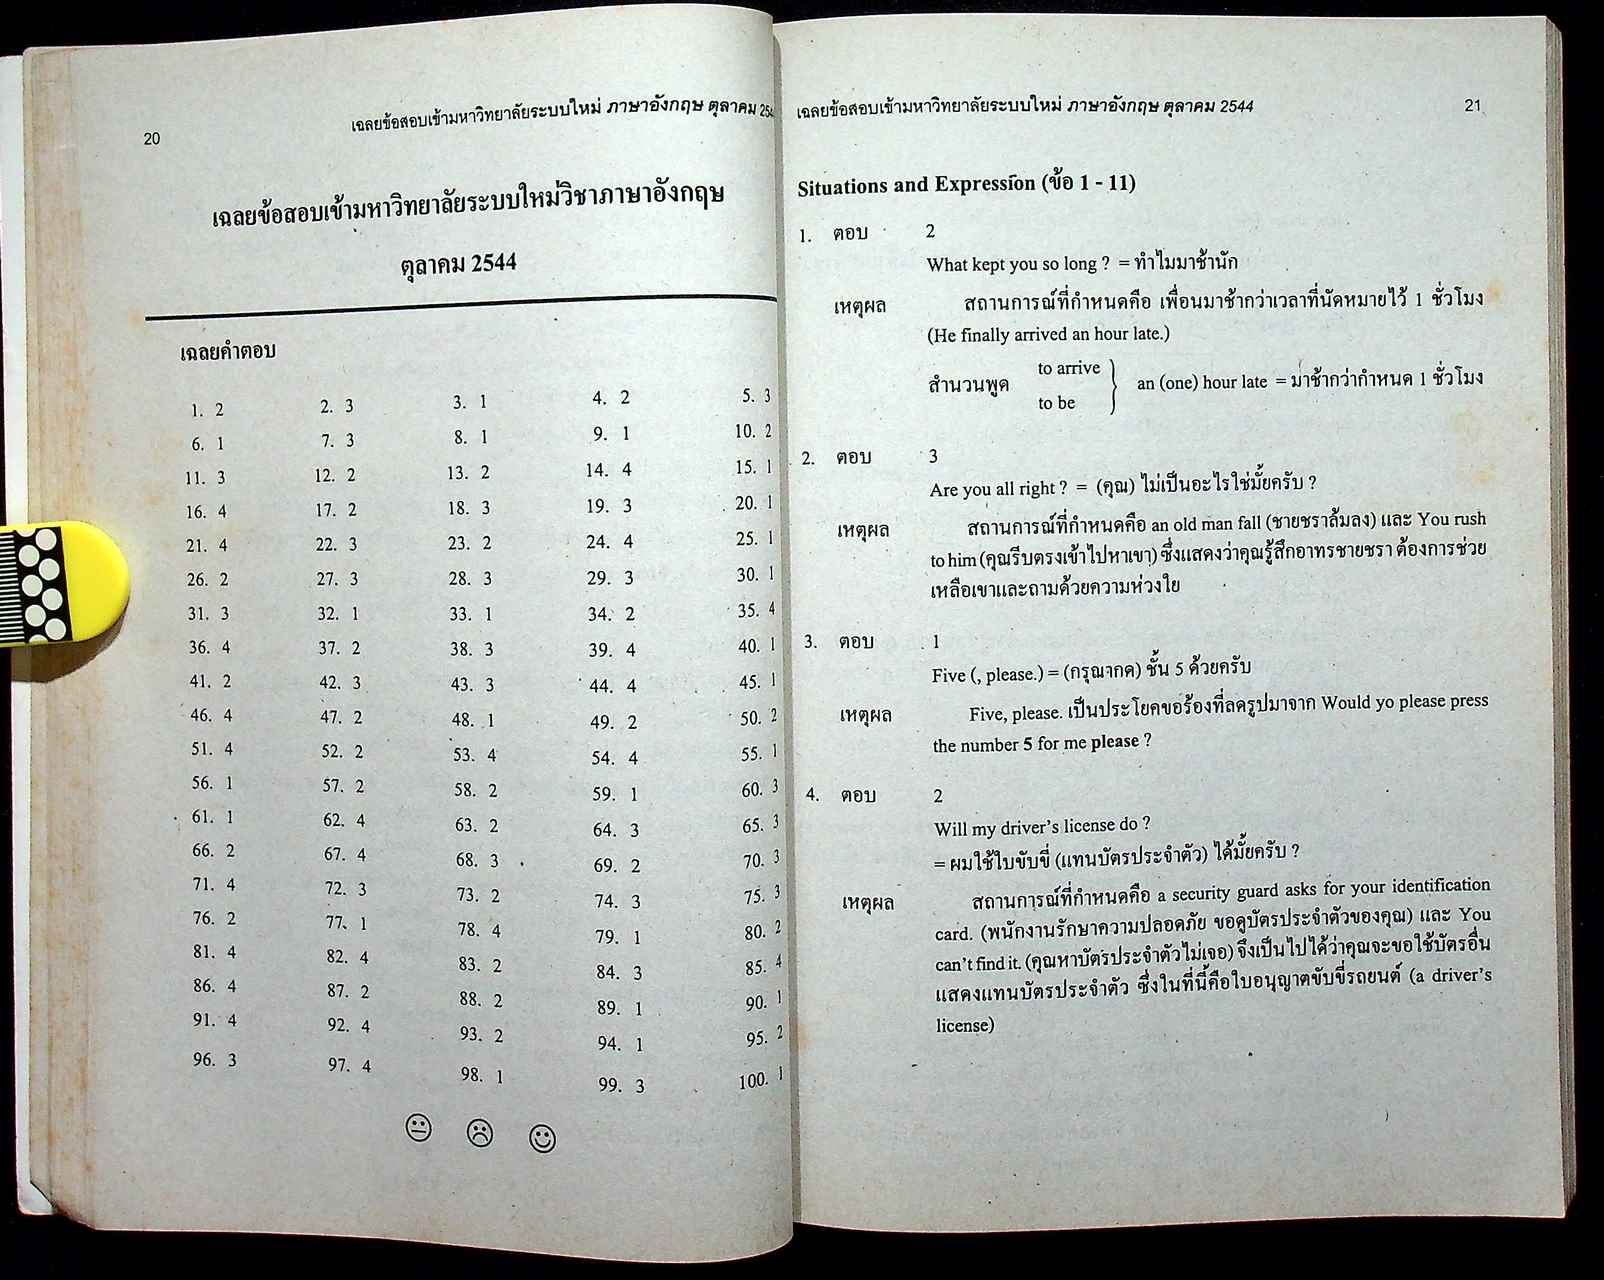 20
เฉลยข้อสอบเข้ามหาวิทยาลัยระบบใหม่ ภาษาอังกฤษ ตุลาคม
เฉลยข้อสอบเข้ามหาวิทยาลัยระบบใหม่วิชาภาษาอังกฤษ
ตุลาคม 2544
เฉลยคำตอบ
1. 2 2. 3 3. 1 4. 2 5. 3
6. 1 7. 3 8. 1 9. 1 10. 2
11. 3 12. 2 13. 2 14. 4 15. 1
16. 4 17. 2 18. 3 19. 3 20. 1
21. 4 22. 3 23. 2 24. 4 25. 1
26. 2 27. 3 28. 3 29. 3 30. 1
31. 3 32. 1 33. 1 34. 2 35. 4
36. 4 37. 2 38. 3 39. 4 40. 1
41. 2 42. 3 43. 3 44. 4 45. 1
46. 4 47. 2 48. 1 49. 2 50. 2
51. 4 52. 2 53. 4 54. 4 55. 1
56. 1 57. 2 58. 2 59. 1 60. 3
61. 1 62. 4 63. 2 64. 3 65. 3
66. 2 67. 4 68. 3 69. 2 70. 3
71. 4 72. 3 73. 2 74. 3 75. 3
76. 2 77. 1 78. 4 79. 1 80. 2
81. 4 82. 4 83. 2 84. 3 85. 4
86. 4 87. 2 88. 2 89. 1 90. 1
91. 4 92. 4 93. 2 94. 1 95. 2
96. 3 97. 4 98. 1 99. 3 100. 1
เฉลยข้อสอบเข้ามหาวิทยาลัยระบบใหม่ ภาษาอังกฤษ ตุลาคม 2544 21
Situations and Expression (ข้อ 1 - 11)
1. ตอบ 2
What kept you so long ? = ทำไมมาช้านัก
เหตุผล สถานการณ์ที่กำหนดคือ เพื่อนมาช้ากว่าเวลาที่นัดหมายไว้ 1 ชั่วโมง
(He finally arrived an hour late.)
to arrive
สำนวนพูด an (one) hour late = มาช้ากว่ากำหนด 1 ชั่วโมง
to be
2. ตอบ 3
Are you all right ? = (คุณ) ไม่เป็นอะไรใช่มั้ยครับ ?
เหตุผล สถานการณ์ที่กำหนดคือ an old man fall (ชายชราล้มลง) และ You rush
to him (คุณรีบตรงเข้าไปหาเขา) ซึ่งแสดงว่าคุณรู้สึกอาทรชายชรา ต้องการช่วย
เหลือเขาและถามด้วยความห่วงใย
3. ตอบ 1
Five (, please.) = (กรุณากด) ชั้น 5 ด้วยครับ
เหตุผล Five, please. เป็นประโยคขอร้องที่ลดรูปมาจาก Would yo please press
the number 5 for me please ?
4. ตอบ 2
Will my driver's license do ?
= ผมใช้ใบขับขี่ (แทนบัตรประจำตัว) ได้มั้ยครับ ?
เหตุผล สถานการณ์ที่กำหนดคือ a security guard asks for your identification
card. (พนักงานรักษาความปลอดภัย ขอดูบัตรประจำตัวของคุณ) และ You
can't find it. (คุณหาบัตรประจำตัวไม่เจอ) จึงเป็นไปได้ว่าคุณจะขอใช้บัตรอื่น
แสดงแทนบัตรประจำตัว ซึ่งในที่นี้คือใบอนุญาตขับขี่รถยนต์ (a driver's
license)